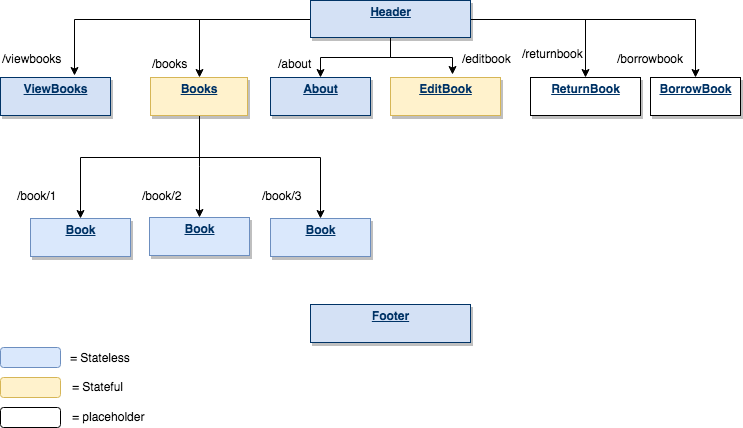 Header
/viewbooks
/books
/about
/editbook
/returnbook
/borrowbook
ViewBooks
Books
About
EditBook
ReturnBook
BorrowBook
/book/1
/book/2
/book/3
Book
Book
Book
Footer
= Stateless
= Stateful
= placeholder